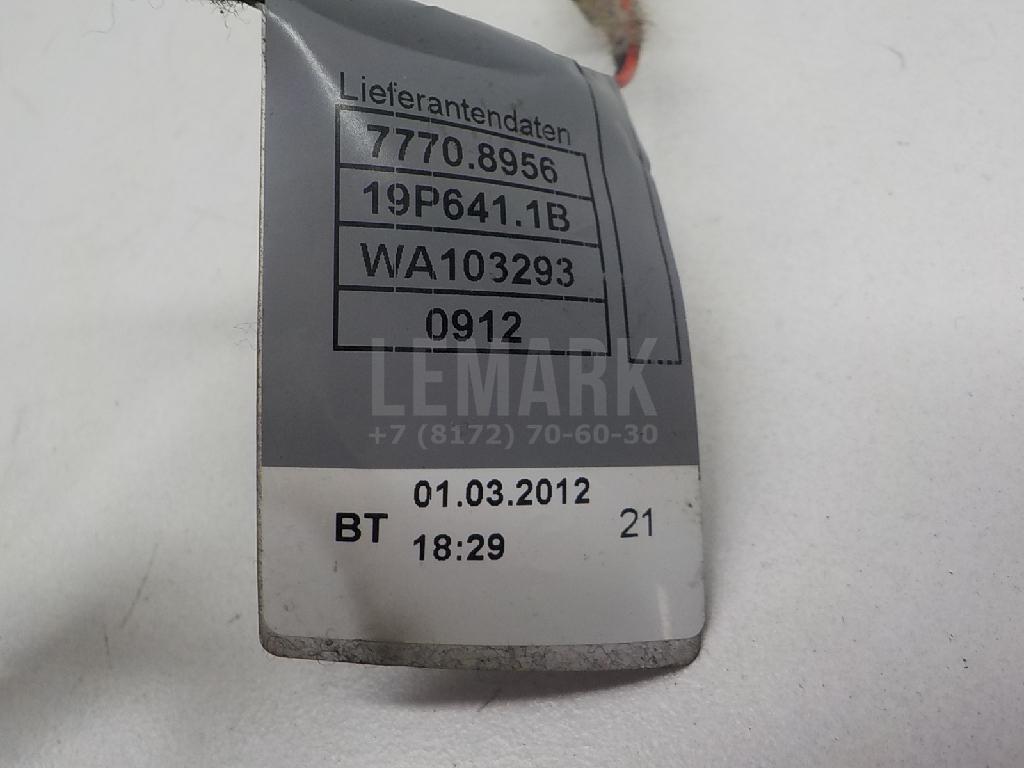 Lieferantendaten
7770.8956
19P641.1B
WA103293
0912
LEMARK
+7 (8172) 70-60-30
BT 01.03.2012 21
18:29